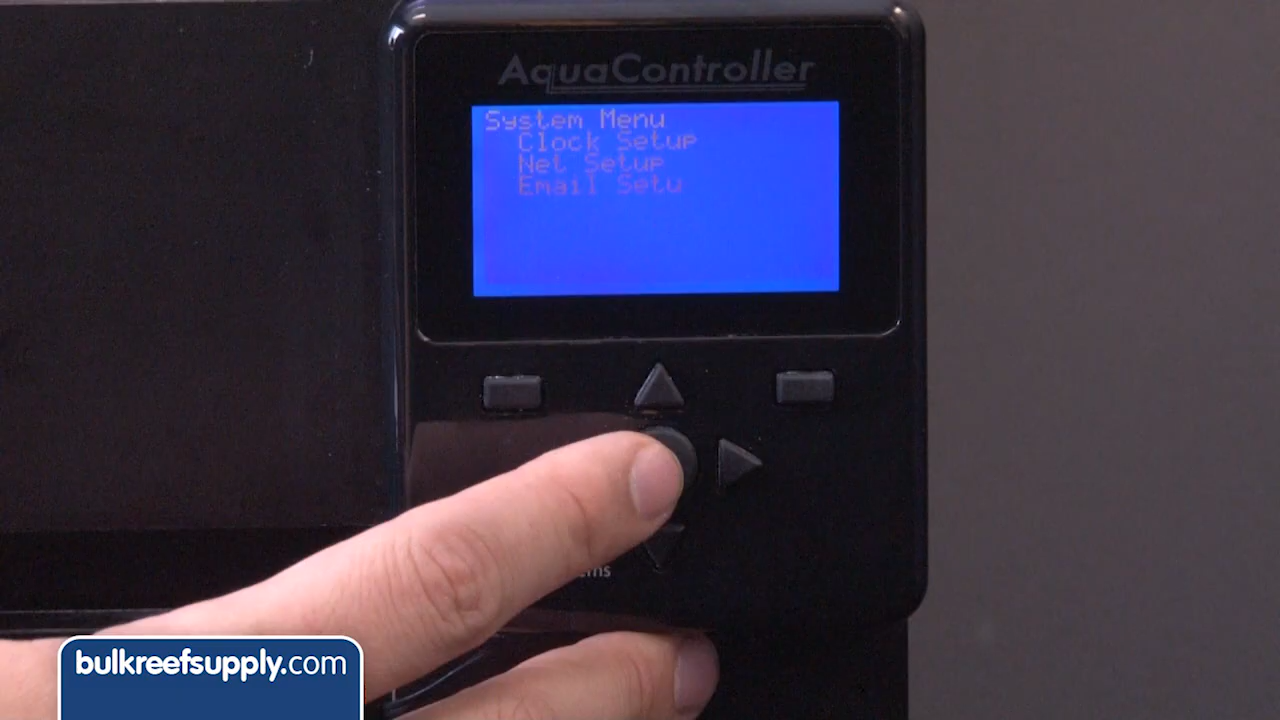 AquaController
System Menu
Clock Setup
Net Setup
Email Setu
bulkreefsupply.com